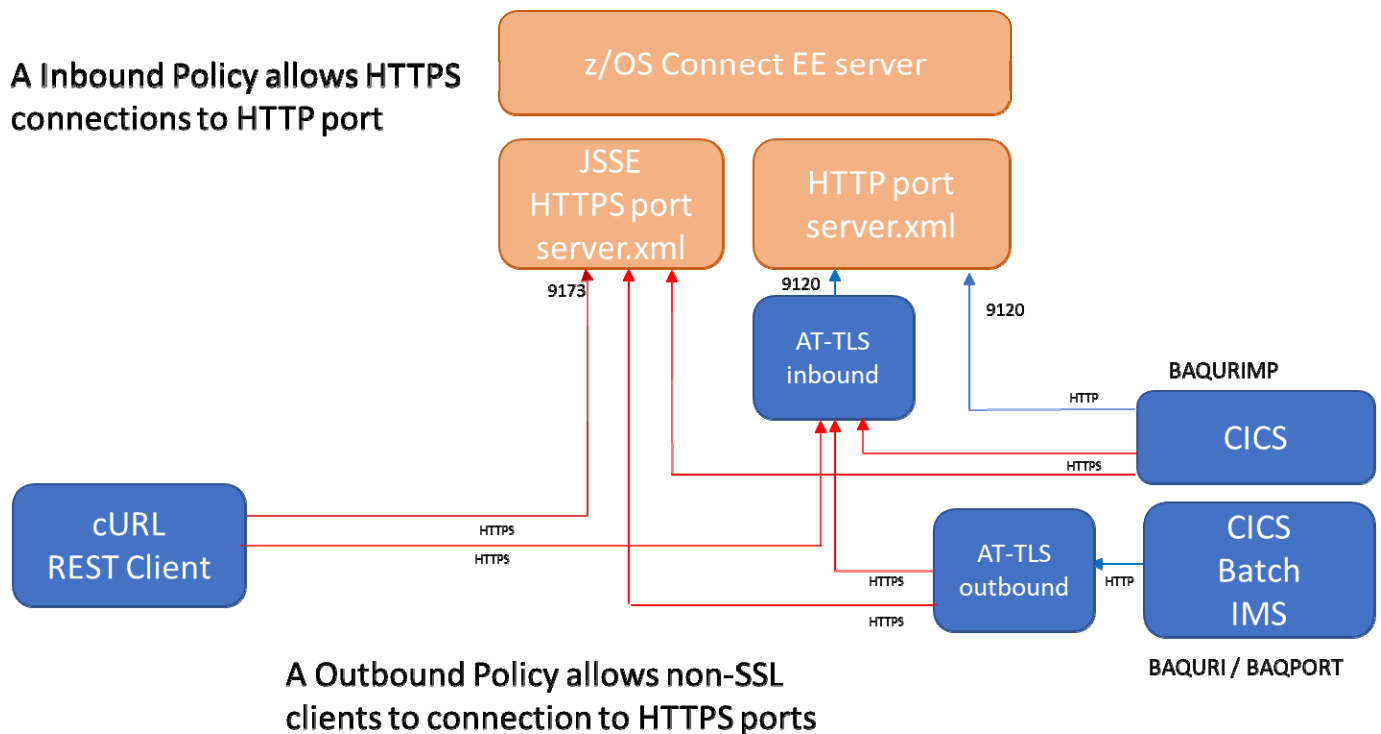 z/OS Connect EE server
A Inbound Policy allows HTTPS
connections to HTTP port
JSSE
HTTPS port
server.xml
HTTP port
server.xml
9173
9120
9120
AT-TLS
inbound
BAQURIMP
HTTP
CICS
HTTPS
cURL
REST Client
HTTPS
HTTPS
AT-TLS
outbound
HTTPS
HTTPS
HTTP
CICS
Batch
IMS
BAQURI / BAQPORT
A Outbound Policy allows non-SSL
clients to connection to HTTPS ports